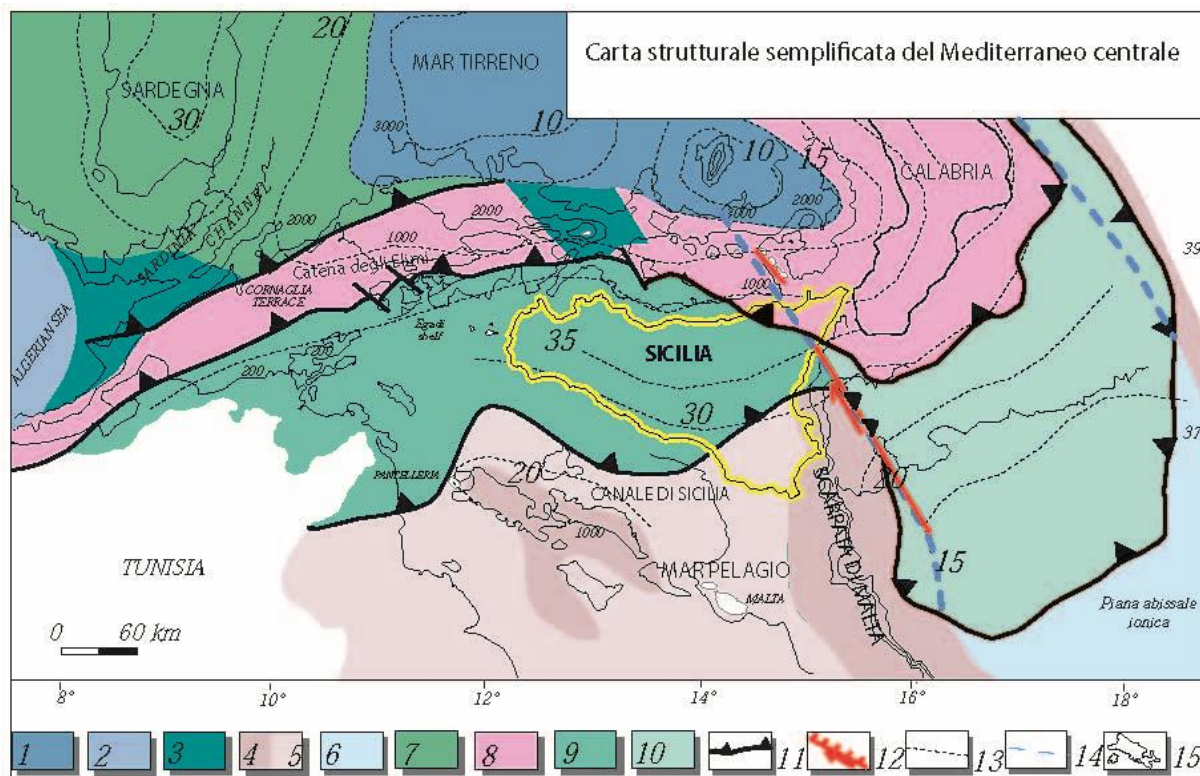 Carta strutturale semplificata del Mediterraneo centrale
20
MAR TIRRENO
SARDEGNA
30
3000
10
10
15
CALABRIA
2000
2000
2000
1000
SARDINIA CHANNEL
39
1000
Catena degli Elimi
CORNAGLIA
TERRACE
1000
ALGERIAN SEA
Egadi
shelf
35
SICILIA
200
200
30
37
PANTELLERIA
20
CANALE DI SICILIA
1000
SCARPATA DI MALTA
TUNISIA
MAR PELAGIO
MALTA
15
Piana abissale
ionica
0 60 km
8° 10° 12° 14° 16° 18°
1 2 3 4 5 6 7 8 9 10 11 12 13 14 15